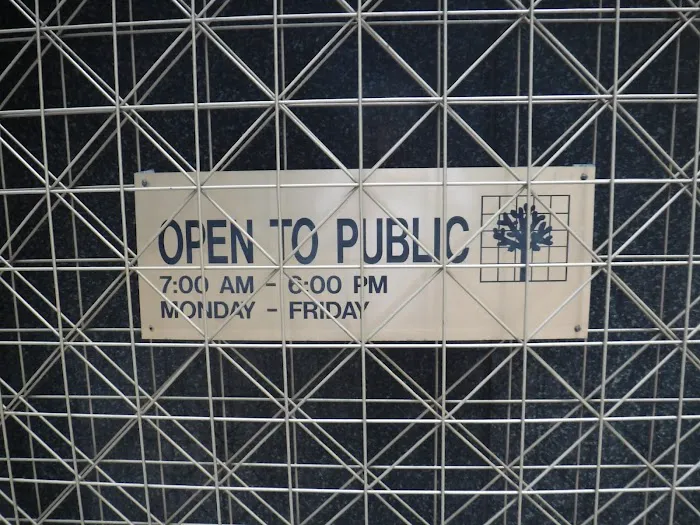 OPEN TO PUBLIC
7:00 AM - 6:00 PM
MONDAY - FRIDAY